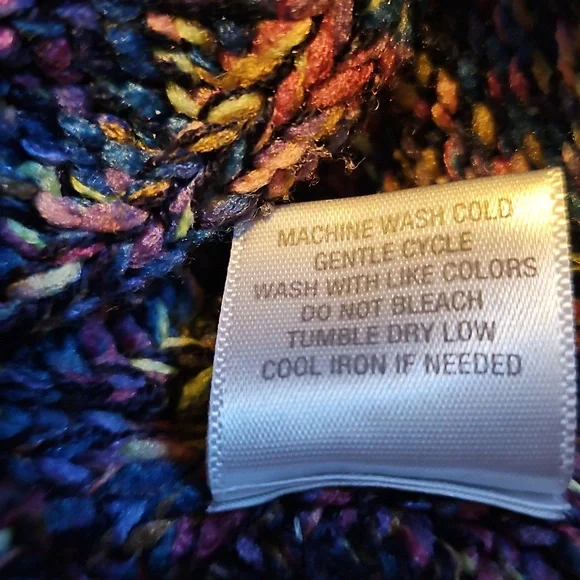 MACHINE WASH COLD
GENTLE CYCLE
WASH WITH LIKE COLORS
DO NOT BLEACH
TUMBLE DRY LOW
COOL IRON IF NEEDED